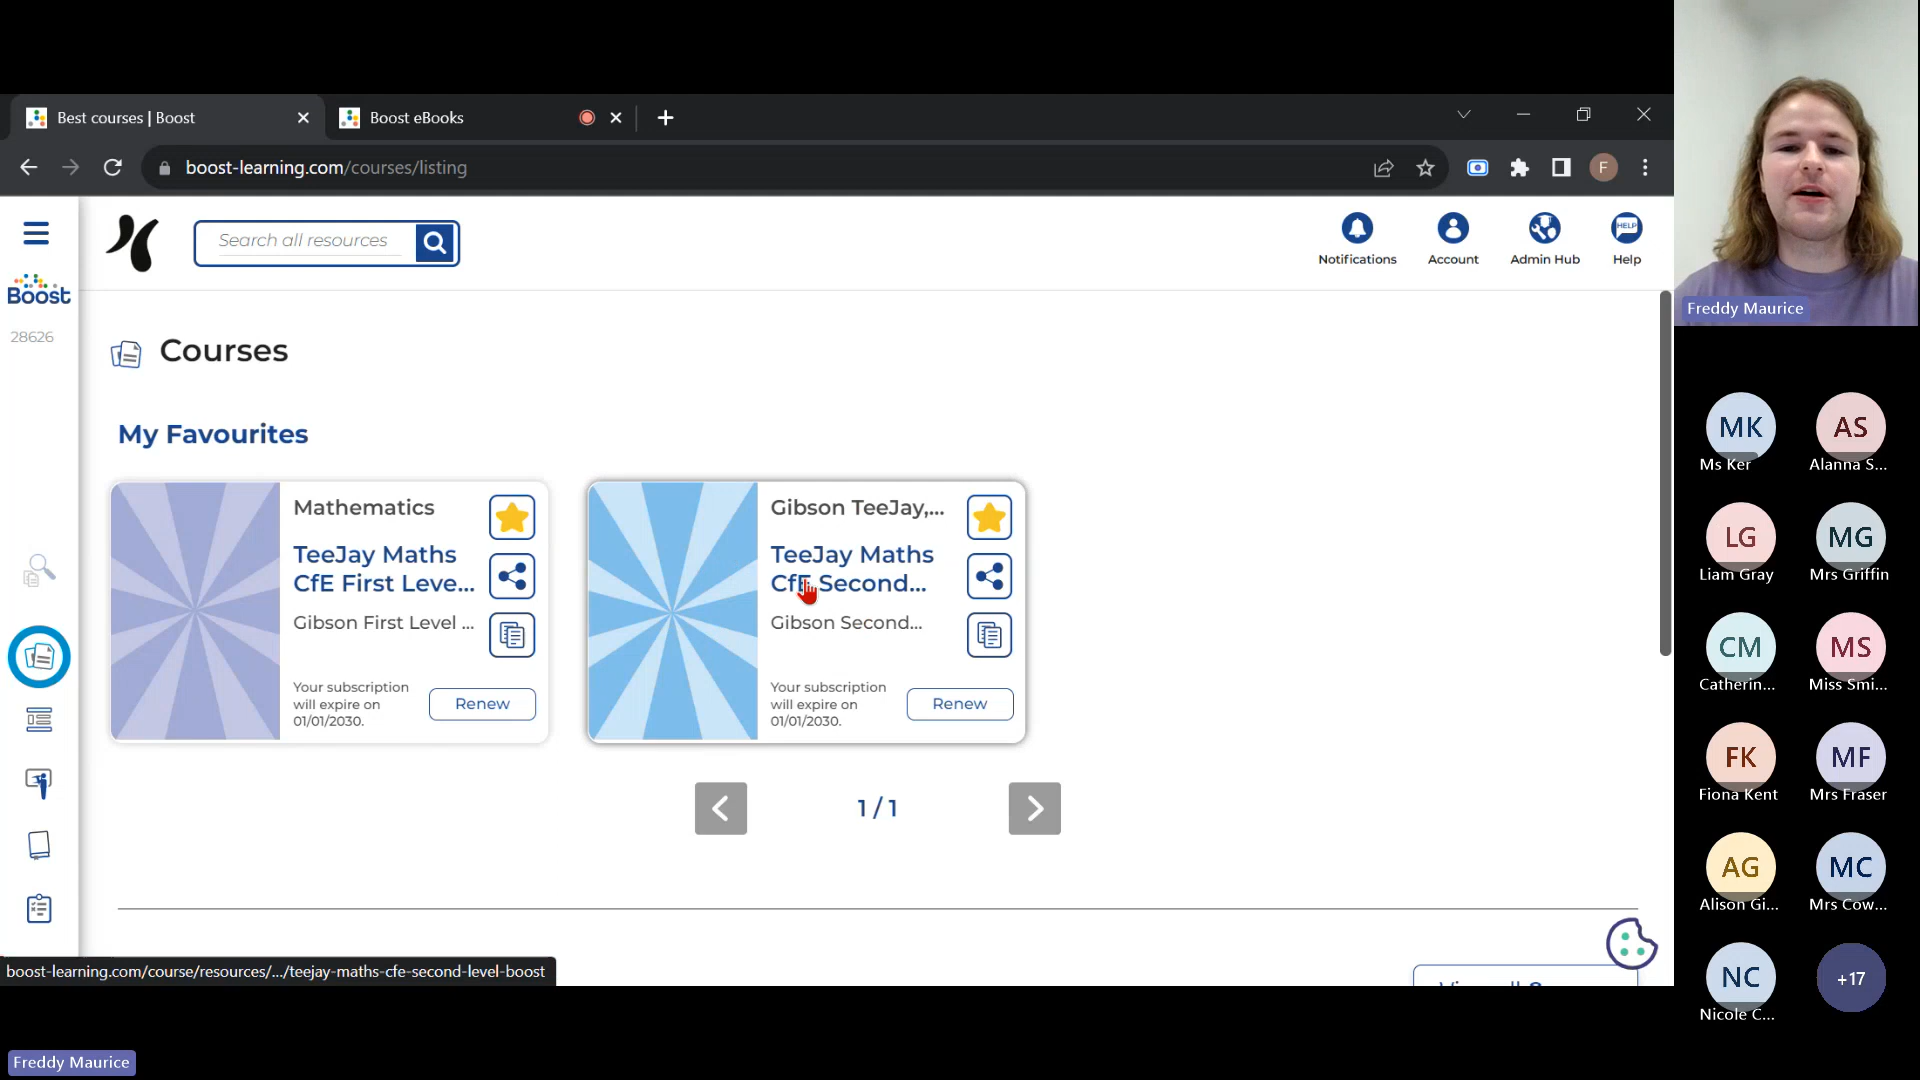 Best courses | Boost
Boost eBooks
boost-learning.com/courses/listing
F
Search all resources
Notifications
Account
Admin Hub
HELP
Help
Boost
28626
Courses
My Favourites
Mathematics
TeeJay Maths
CfE First Leve...
Gibson First Level ...
Your subscription
will expire on
01/01/2030.
Renew
Gibson TeeJay,...
TeeJay Maths
CfE Second...
Gibson Second...
Your subscription
will expire on
01/01/2030.
Renew
1 / 1
boost-learning.com/course/resources/.../teejay-maths-cfe-second-level-boost
Freddy Maurice
Freddy Maurice
MK
Ms Ker
AS
Alanna S...
LG
Liam Gray
MG
Mrs Griffin
CM
Catherin...
MS
Miss Smi...
FK
Fiona Kent
MF
Mrs Fraser
AG
Alison Gi...
MC
Mrs Cow...
NC
Nicole C...
+17